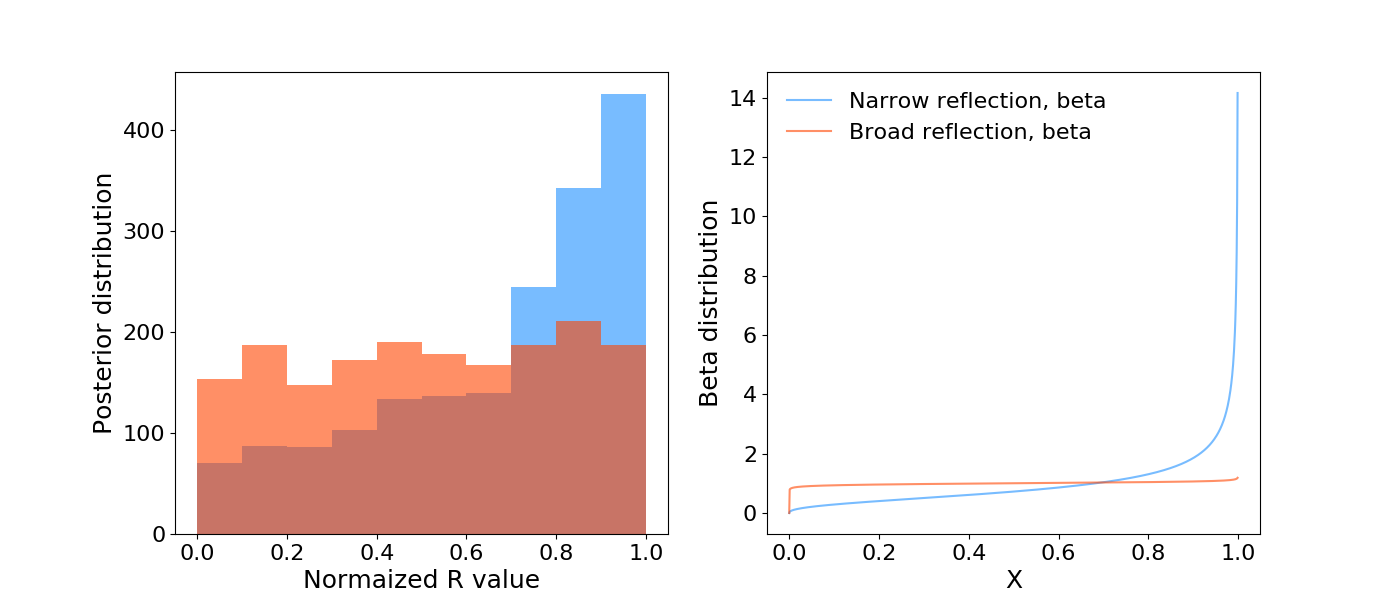 Posterior distribution
400
300
200
100
0
0.0 0.2 0.4 0.6 0.8 1.0
Normaized R value
Beta distribution
14
12
10
8
6
4
2
0
0.0 0.2 0.4 0.6 0.8 1.0
X
Narrow reflection, beta
Broad reflection, beta